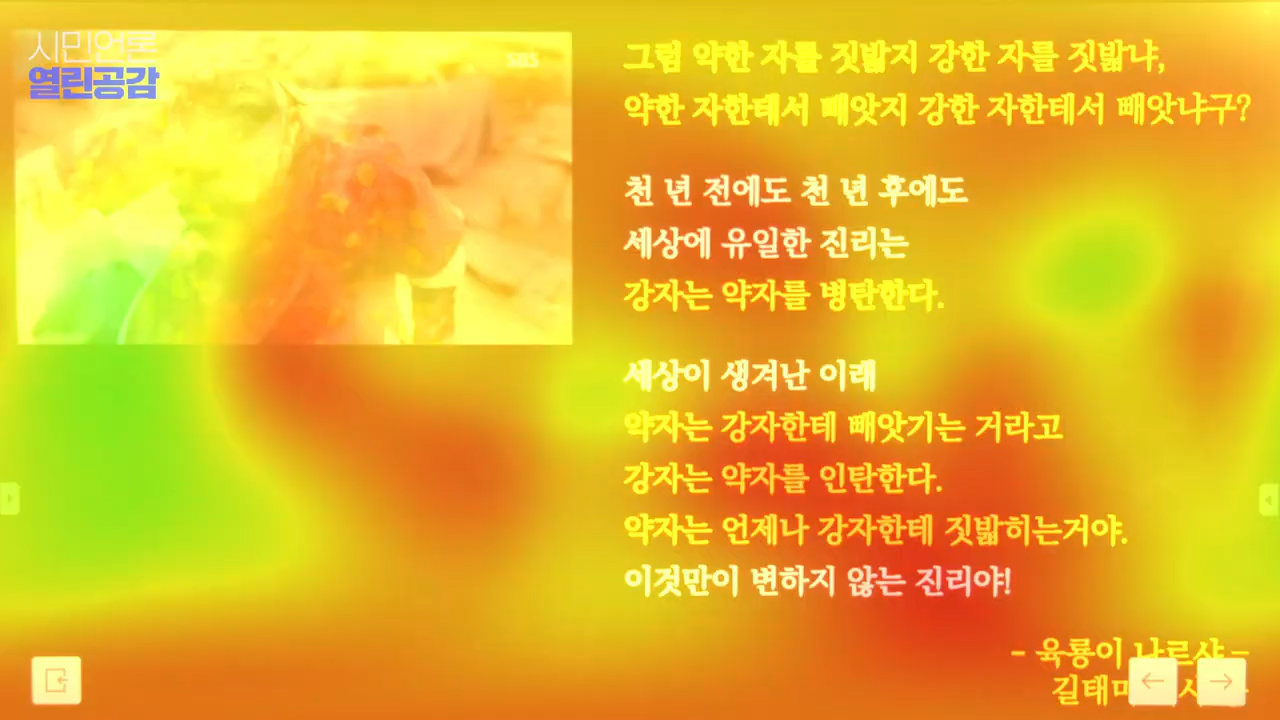 시민언론
열린공감
SBS
그럼 약한 자를 짓밟지 강한 자를 짓밟냐,
약한 자한테서 빼앗지 강한 자한테서 빼앗냐구?
천 년 전에도 천 년 후에도
세상에 유일한 진리는
강자는 약자를 병탄한다.
세상이 생겨난 이래
약자는 강자한테 빼앗기는 거라고
강자는 약자를 인탄한다.
약자는 언제나 강자한테 짓밟히는거야.
이것만이 변하지 않는 진리야!
- 육룡이 나르샤 -